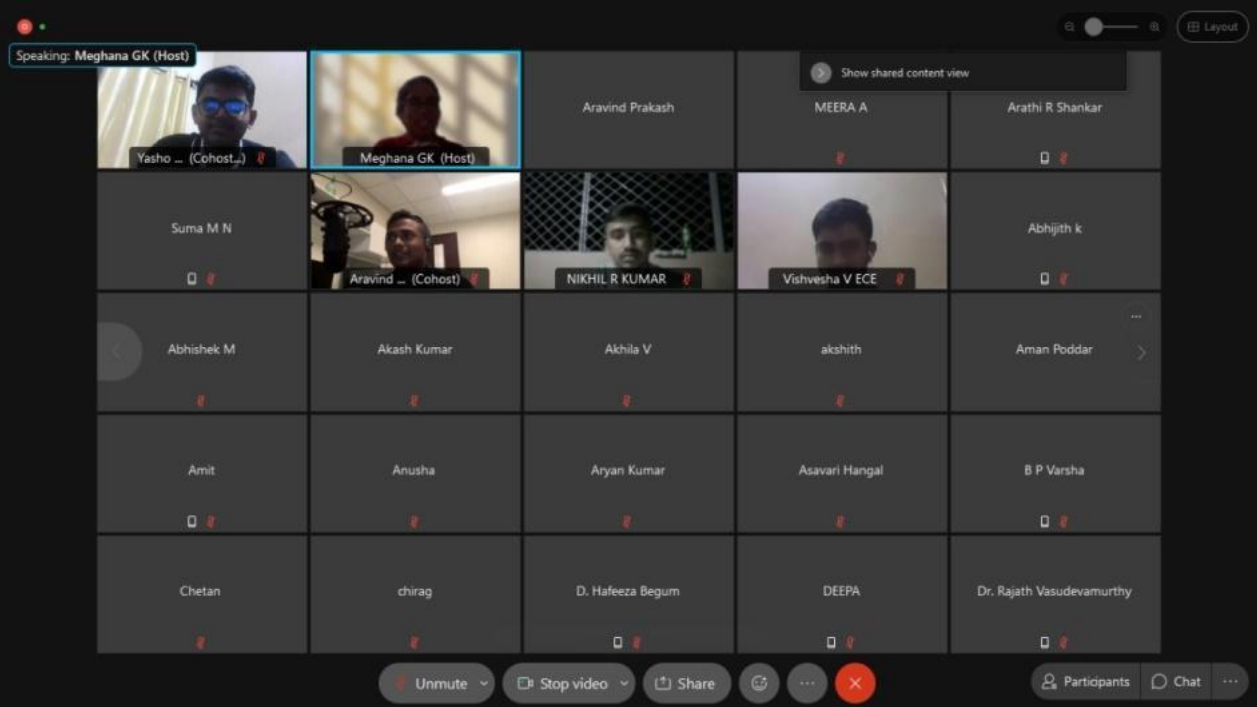 Layout
Speaking: Meghana GK (Host)
Show shared content view
Yasho ... (Cohost...)
Meghana GK (Host)
Aravind Prakash
MEERA A
Arathi R Shankar
Suma M N
Aravind ... (Cohost)
NIKHIL R KUMAR
Vishvesha V ECE
Abhijith k
Abhishek M
Akash Kumar
Akhila V
akshith
Aman Poddar
Amit
Anusha
Aryan Kumar
Asavari Hangal
B P Varsha
Chetan
chirag
D. Hafeeza Begum
DEEPA
Dr. Rajath Vasudevamurthy
Unmute
Stop video
Share
Participants
Chat